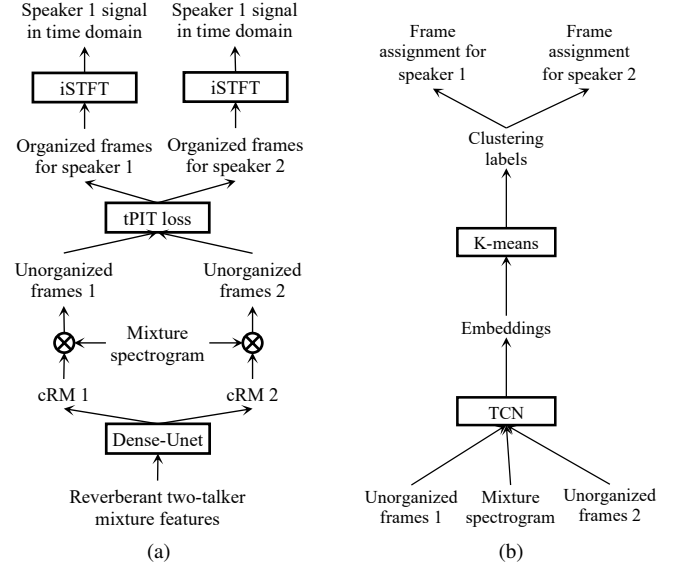 Speaker 1 signal
in time domain
Speaker 1 signal
in time domain
iSTFT
iSTFT
Organized frames
for speaker 1
Organized frames
for speaker 2
tPIT loss
Unorganized
frames 1
Unorganized
frames 2
Mixture
spectrogram
cRM 1
cRM 2
Dense-Unet
Reverberant two-talker
mixture features
(a)
Frame
assignment for
speaker 1
Frame
assignment
for speaker 2
Clustering
labels
K-means
Embeddings
TCN
Unorganized
frames 1
Mixture
spectrogram
Unorganized
frames 2
(b)